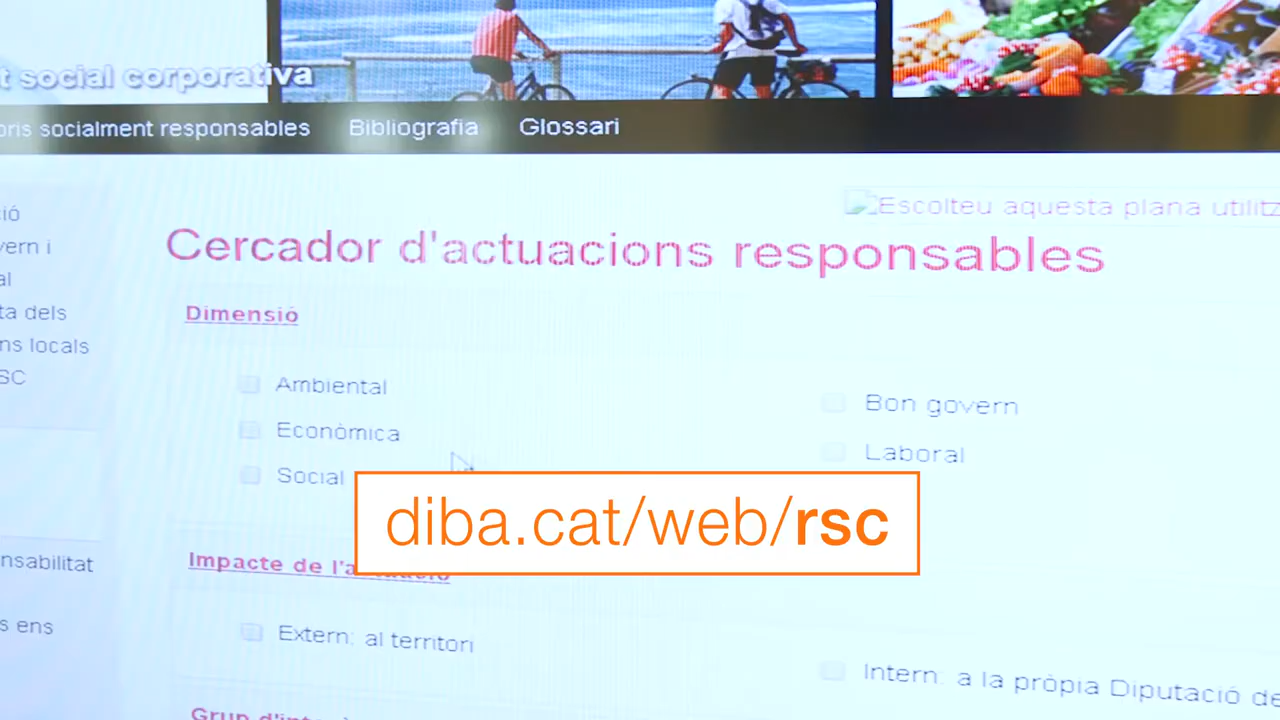 t social corporativa
oris socialment responsables Bibliografia Glossari
Escolteu aquesta plana utilitz
ió
vern i
al
ta dels
ns locals
SC
Cercador d'actuacions responsables
Dimensió
Ambiental
Bon govern
Econòmica
Laboral
Social
diba.cat/web/rsc
Impacte de l'actuació
nsabilitat
s ens
Extern: al territori
Intern: a la pròpia Diputació de